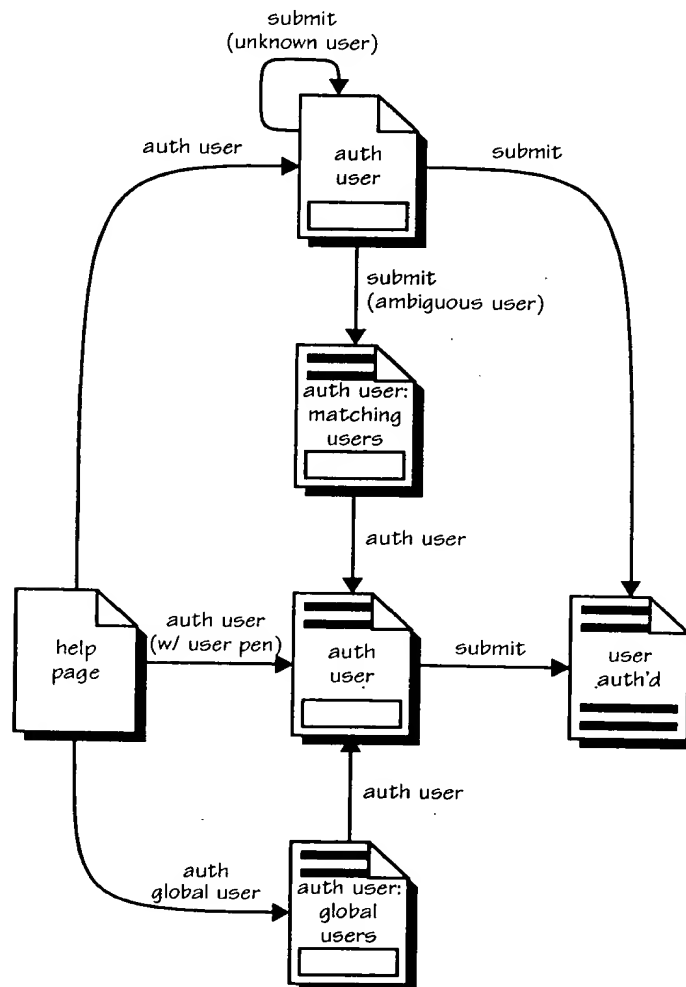 submit
(unknown user)
auth user
auth
user
submit
submit
(ambiguous user)
auth user:
matching
users
auth user
help
page
auth user
(w/ user pen)
auth
user
submit
user
auth'd
auth user
auth
global user
auth user:
global
users